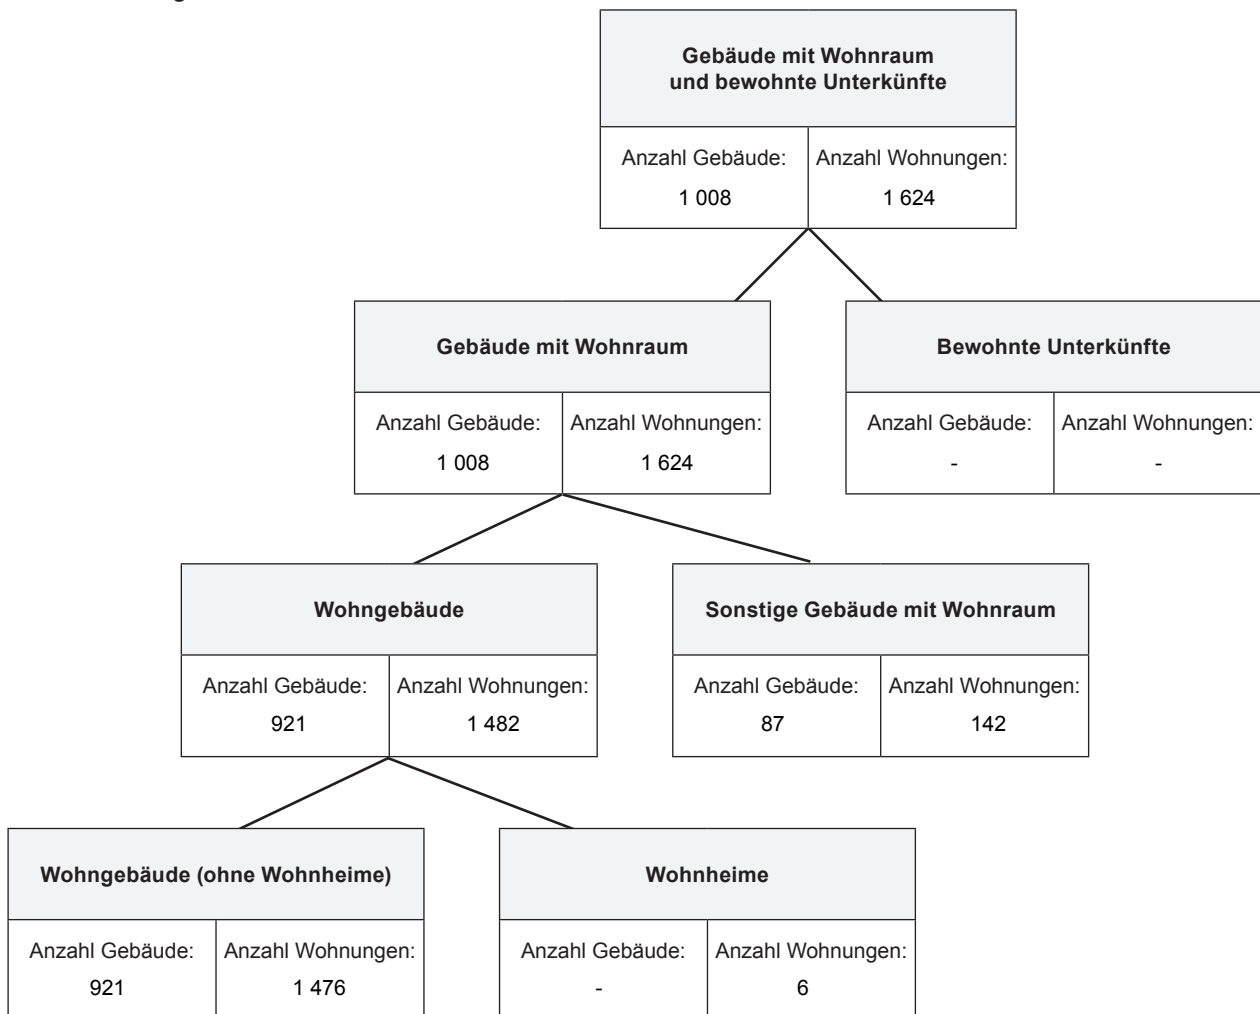 Gebäude mit Wohnraum
und bewohnte Unterkünfte
Anzahl Gebäude: Anzahl Wohnungen:
1 008 1 624
Gebäude mit Wohnraum Bewohnte Unterkünfte
Anzahl Gebäude: Anzahl Wohnungen: Anzahl Gebäude: Anzahl Wohnungen:
1 008 1 624 - -
Wohngebäude Sonstige Gebäude mit Wohnraum
Anzahl Gebäude: Anzahl Wohnungen: Anzahl Gebäude: Anzahl Wohnungen:
921 1 482 87 142
Wohngebäude (ohne Wohnheime) Wohnheime
Anzahl Gebäude: Anzahl Wohnungen: Anzahl Gebäude: Anzahl Wohnungen:
921 1 476 - 6